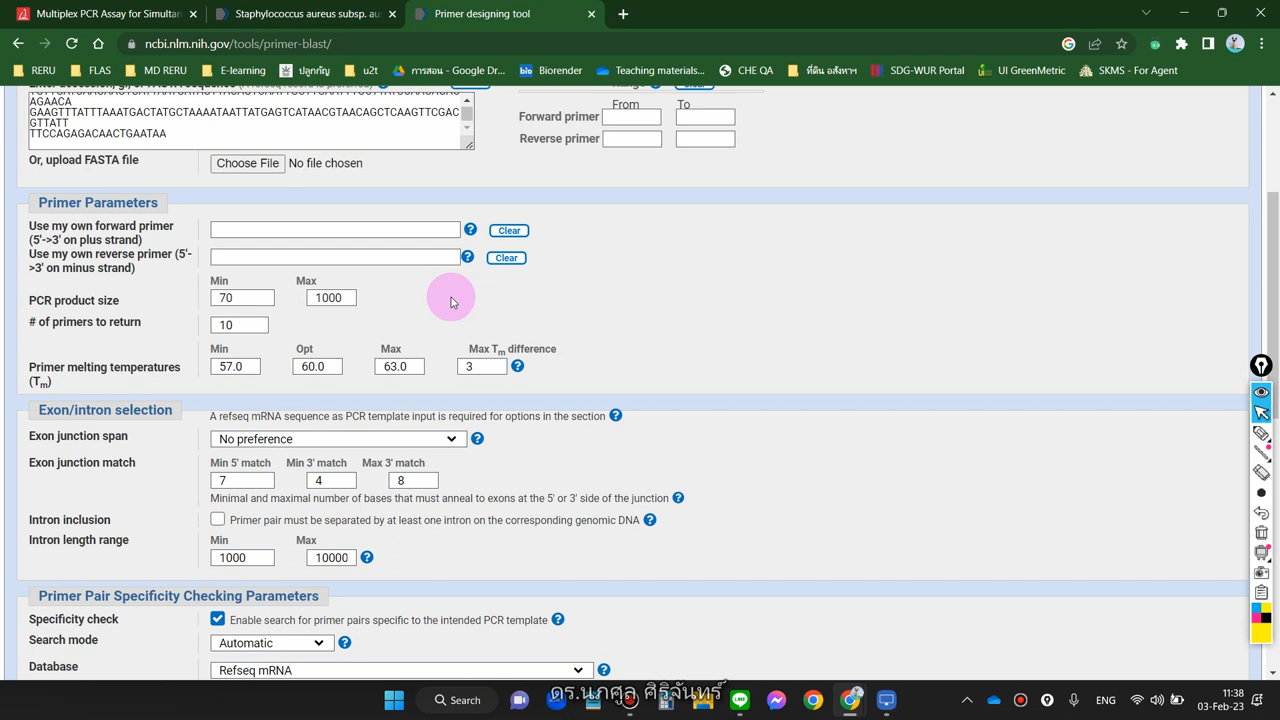 Multiplex PCR Assay for Simultan
Staphylococcus aureus subsp. au
Primer designing tool
ncbi.nlm.nih.gov/tools/primer-blast/
RERU
FLAS
MD RERU
E-learning
ปลูกกัญ
u2t
การสอน - Google Dr...
Biorender
Teaching materials...
CHE QA
ที่ดิน อสังหาฯ
SDG-WUR Portal
UI GreenMetric
SKMS - For Agent
Clear
From To
AGAACA
GAAGTTTATTTAAATGACTATGCTAAAATAATTATGAGTCATAACGTAACAGCTCAAGTTCGAC
GTTATT
TTCCAGAGACAACTGAATAA
Forward primer
Reverse primer
Or, upload FASTA file
Choose File No file chosen
Primer Parameters
Use my own forward primer
(5'->3' on plus strand)
Clear
Use my own reverse primer (5'-
>3' on minus strand)
Clear
Min Max
PCR product size
70 1000
# of primers to return
10
Min Opt Max Max Tm difference
Primer melting temperatures
(Tm)
57.0 60.0 63.0 3
Exon/intron selection
A refseq mRNA sequence as PCR template input is required for options in the section
Exon junction span
No preference
Exon junction match
Min 5' match Min 3' match Max 3' match
7 4 8
Minimal and maximal number of bases that must anneal to exons at the 5' or 3' side of the junction
Intron inclusion
Primer pair must be separated by at least one intron on the corresponding genomic DNA
Intron length range
Min Max
1000 10000
Primer Pair Specificity Checking Parameters
Specificity check
Enable search for primer pairs specific to the intended PCR template
Search mode
Automatic
Database
Refseq mRNA
ดร.นภศูล ศิริจันทร์
Search
ENG
11:38
03-Feb-23